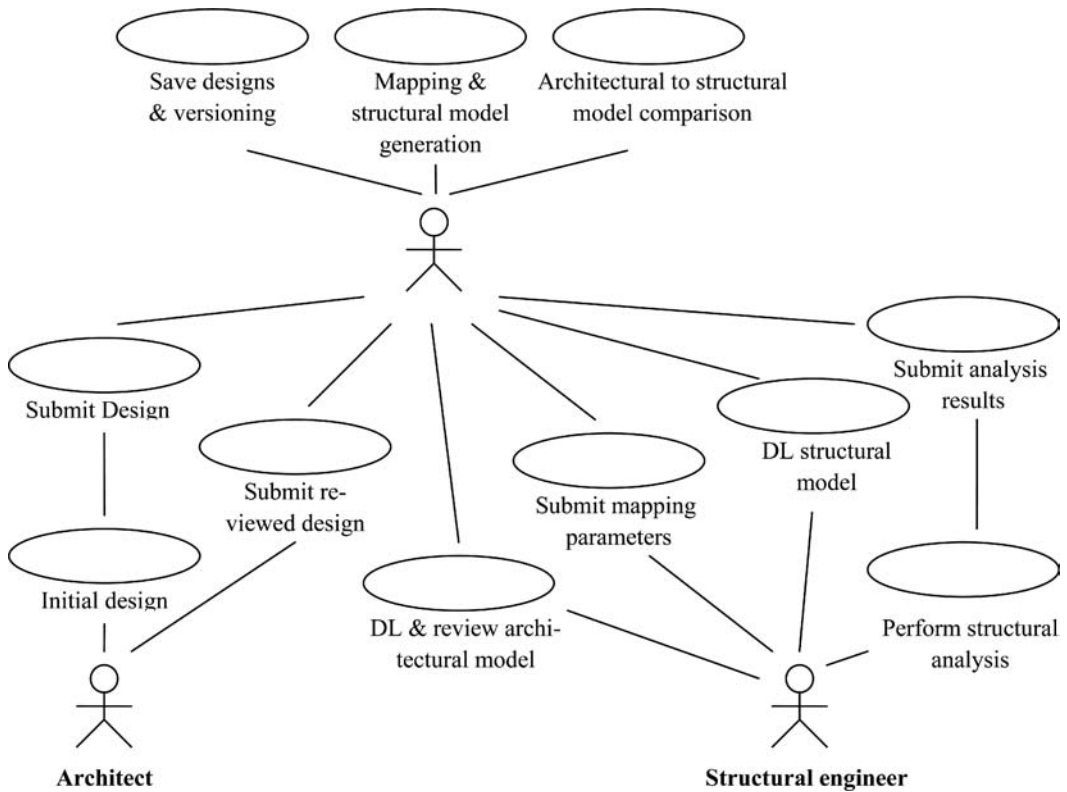 Save designs
& versioning
Mapping &
structural model
generation
Architectural to structural
model comparison
Submit Design
Submit re-
viewed design
Submit mapping
parameters
DL structural
model
Submit analysis
results
Initial design
DL & review archi-
tectural model
Perform structural
analysis
Architect
Structural engineer